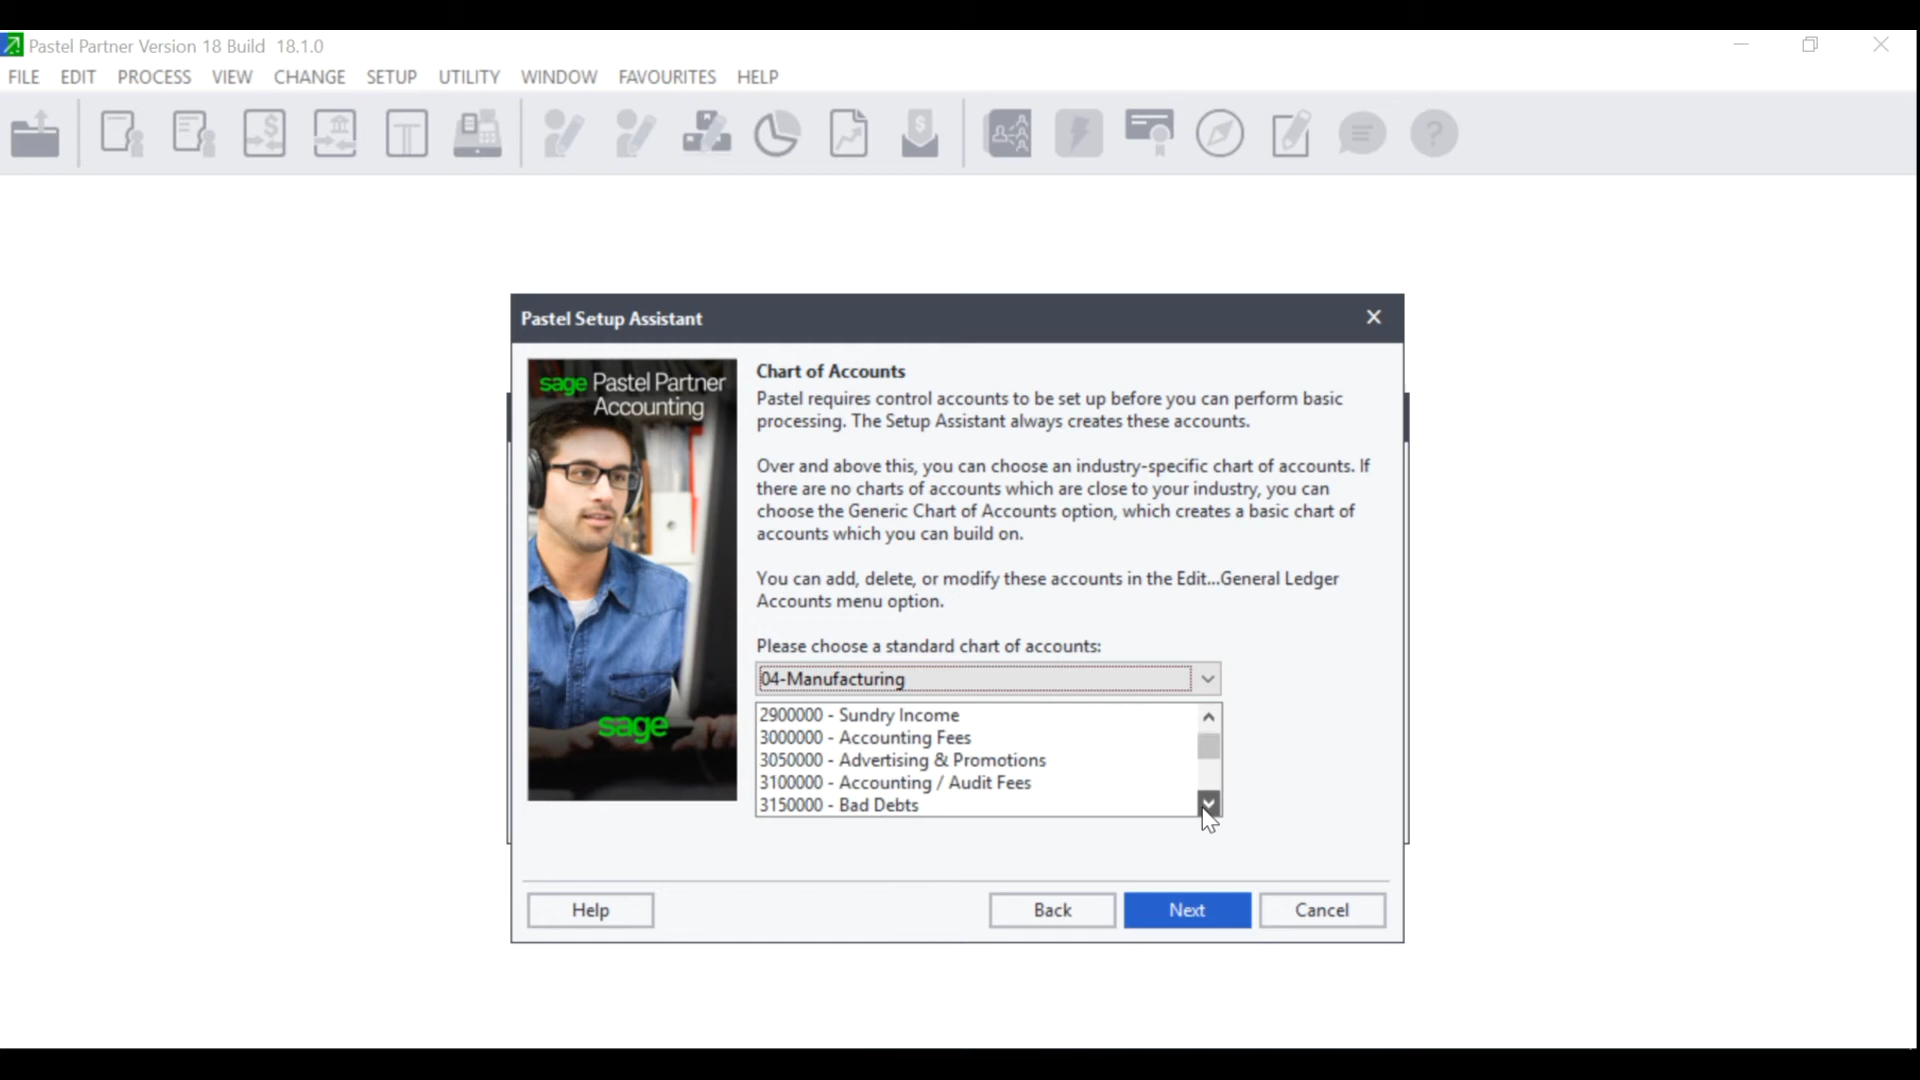 Pastel Partner Version 18 Build 18.1.0
FILE EDIT PROCESS VIEW CHANGE SETUP UTILITY WINDOW FAVOURITES HELP
Pastel Setup Assistant
sage Pastel Partner
Accounting
sage
Chart of Accounts
Pastel requires control accounts to be set up before you can perform basic
processing. The Setup Assistant always creates these accounts.
Over and above this, you can choose an industry-specific chart of accounts. If
there are no charts of accounts which are close to your industry, you can
choose the Generic Chart of Accounts option, which creates a basic chart of
accounts which you can build on.
You can add, delete, or modify these accounts in the Edit...General Ledger
Accounts menu option.
Please choose a standard chart of accounts:
04-Manufacturing
2900000 - Sundry Income
3000000 - Accounting Fees
3050000 - Advertising & Promotions
3100000 - Accounting / Audit Fees
3150000 - Bad Debts
Help Back Next Cancel